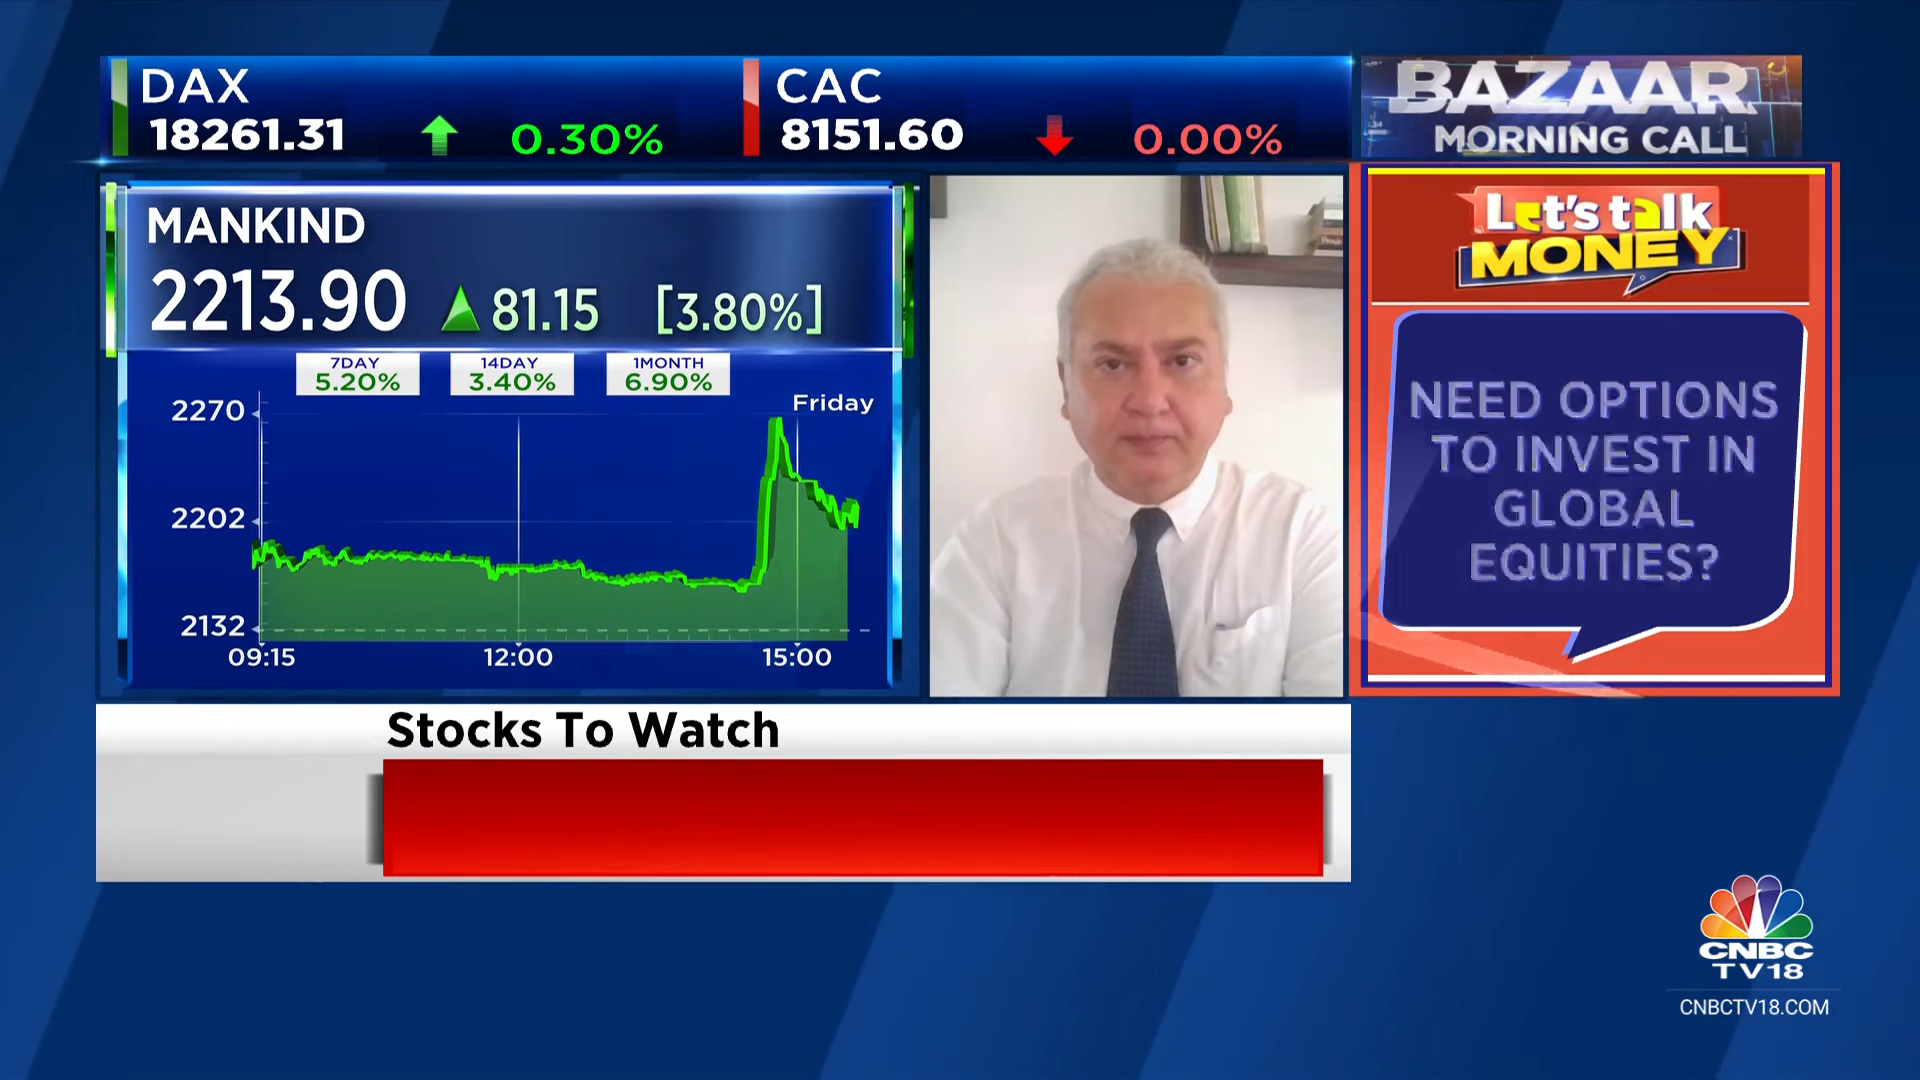 DAX
18261.31 0.30%
CAC
8151.60 0.00%
BAZAAR
MORNING CALL
MANKIND
2213.90 81.15 [3.80%]
7DAY
5.20%
14DAY
3.40%
1MONTH
6.90%
Friday
2270
2202
2132
09:15 12:00 15:00
Let's talk
MONEY
NEED OPTIONS
TO INVEST IN
GLOBAL
EQUITIES?
Stocks To Watch
CNBC
TV18
CNBCTV18.COM